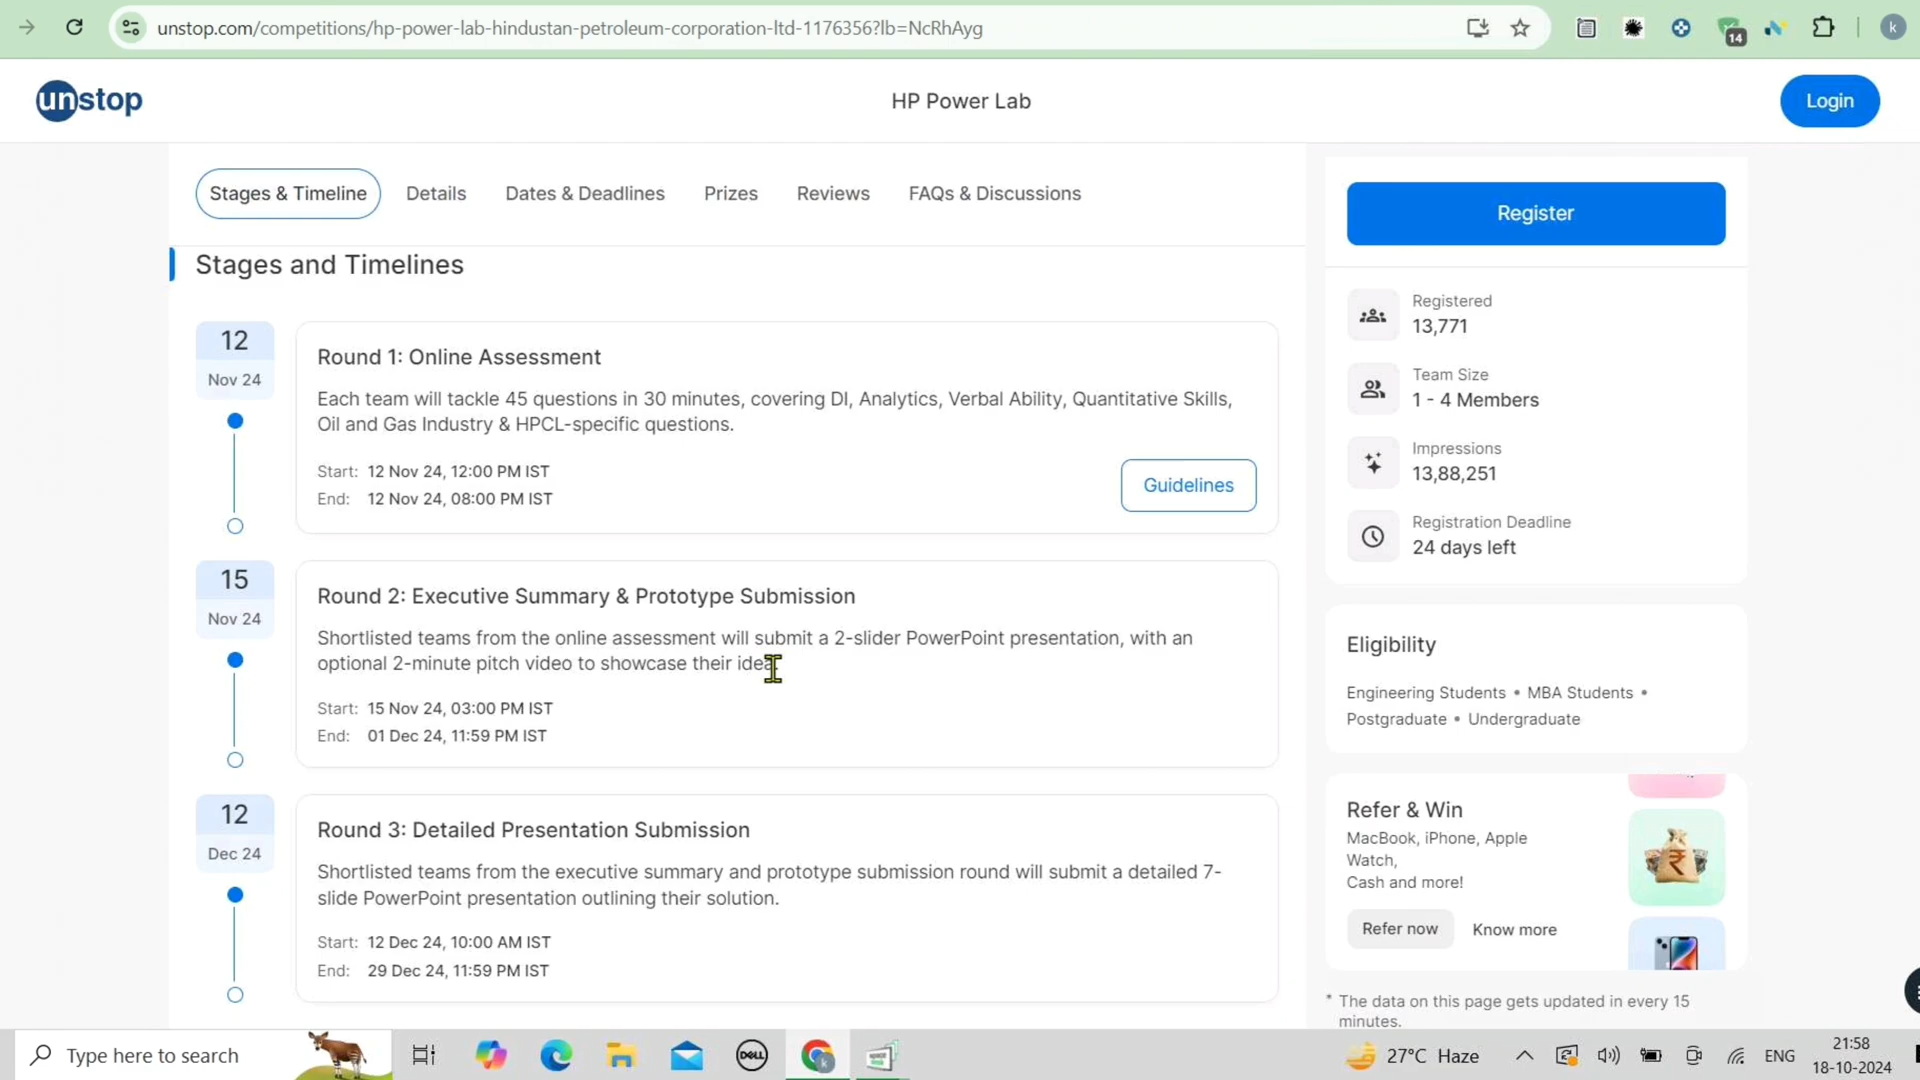 unstop.com/competitions/hp-power-lab-hindustan-petroleum-corporation-ltd-1176356?lb=NcRhAyg
14
k
unstop
HP Power Lab
Login
Stages & Timeline
Details
Dates & Deadlines
Prizes
Reviews
FAQs & Discussions
Stages and Timelines
12
Nov 24
Round 1: Online Assessment
Each team will tackle 45 questions in 30 minutes, covering DI, Analytics, Verbal Ability, Quantitative Skills,
Oil and Gas Industry & HPCL-specific questions.
Start: 12 Nov 24, 12:00 PM IST
End: 12 Nov 24, 08:00 PM IST
Guidelines
15
Nov 24
Round 2: Executive Summary & Prototype Submission
Shortlisted teams from the online assessment will submit a 2-slider PowerPoint presentation, with an
optional 2-minute pitch video to showcase their idea.
Start: 15 Nov 24, 03:00 PM IST
End: 01 Dec 24, 11:59 PM IST
12
Dec 24
Round 3: Detailed Presentation Submission
Shortlisted teams from the executive summary and prototype submission round will submit a detailed 7-
slide PowerPoint presentation outlining their solution.
Start: 12 Dec 24, 10:00 AM IST
End: 29 Dec 24, 11:59 PM IST
Register
Registered
13,771
Team Size
1 - 4 Members
Impressions
13,88,251
Registration Deadline
24 days left
Eligibility
Engineering Students • MBA Students •
Postgraduate • Undergraduate
Refer & Win
MacBook, iPhone, Apple
Watch,
Cash and more!
Refer now
Know more
₹
* The data on this page gets updated in every 15
minutes.
Type here to search
DELL
27°C Haze
ENG
21:58
18-10-2024